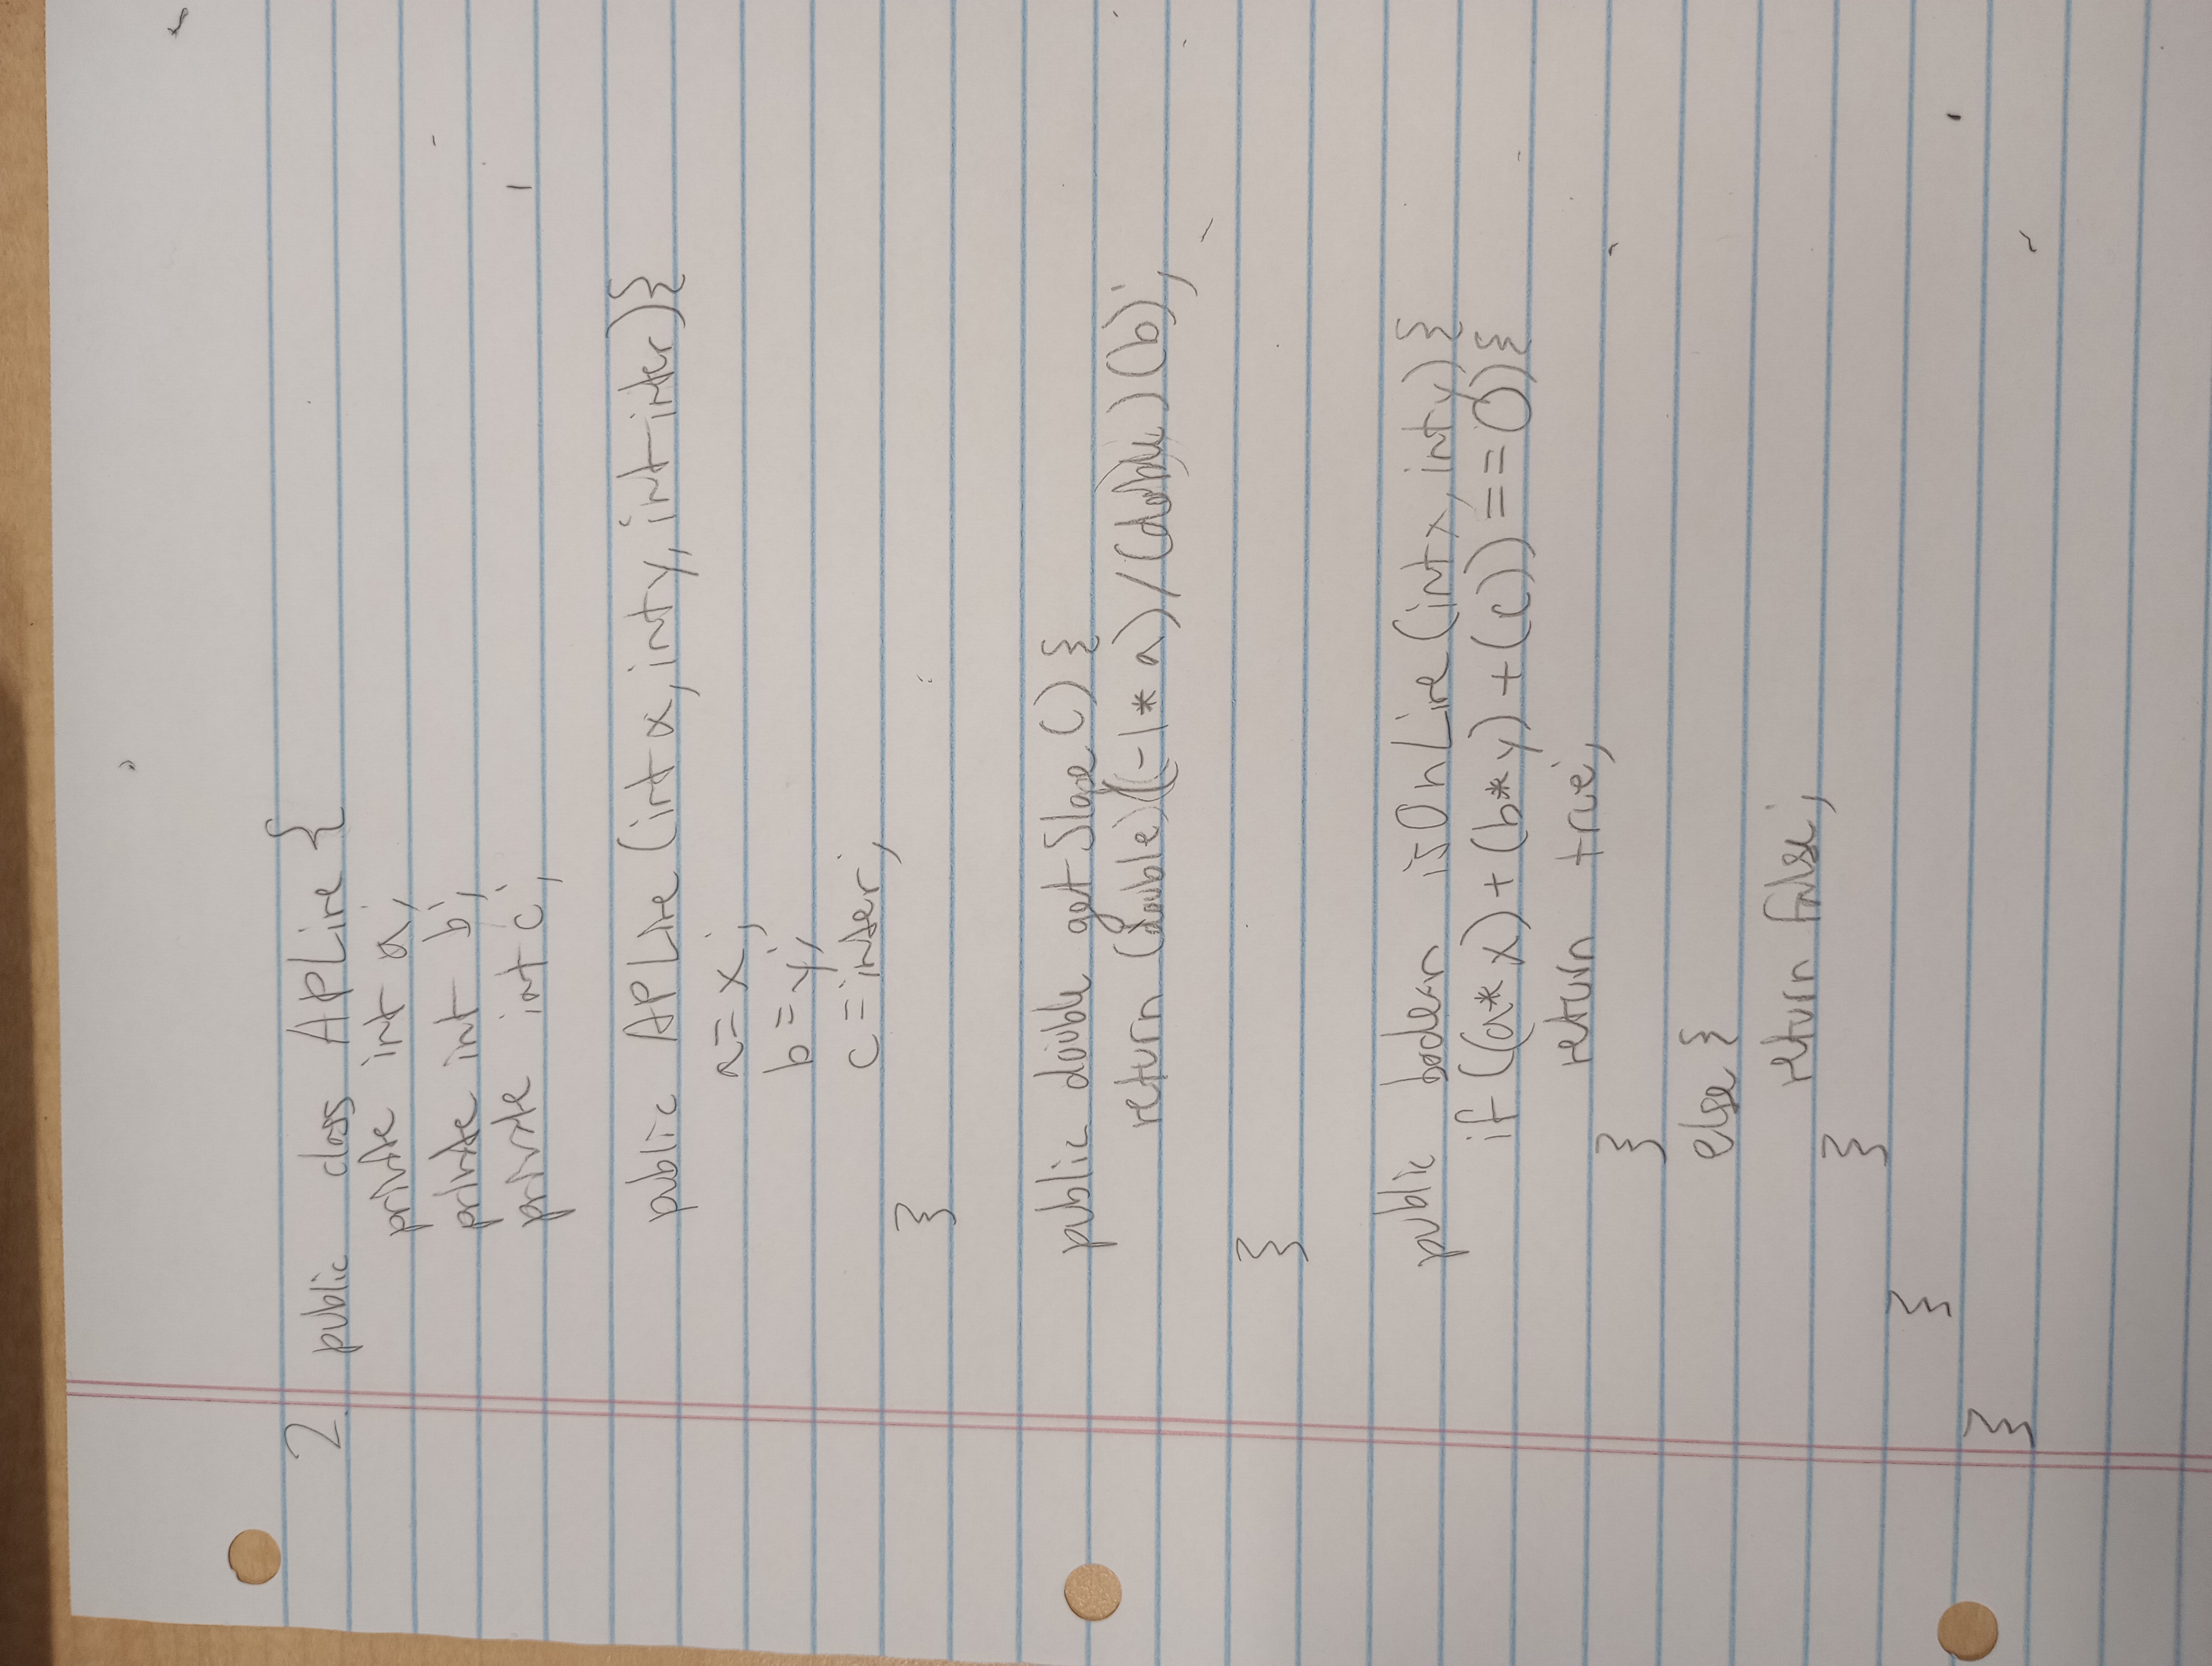 2. public class APLine {
private int a;
private int b;
private int c;
public APLine (int x, int y, int inter){
a = x;
b = y;
c = inter;
}
public double getSlope () {
return (double)((-1 * a) / (double) (b);
}
public boolean isOnLine (int x, int y) {
if ((a* x) + (b* y) + (c)) == 0){
return true;
}
else {
return false;
}
}
}